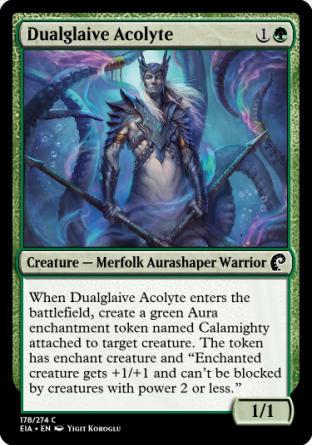 Dualglaive Acolyte 1
Creature — Merfolk Aurashaper Warrior
When Dualglaive Acolyte enters the
battlefield, create a green Aura
enchantment token named Calamighty
attached to target creature. The token
has enchant creature and “Enchanted
creature gets +1/+1 and can’t be blocked
by creatures with power 2 or less.”
1/1
178/274 C
EIA • EN Yigit Koroglu